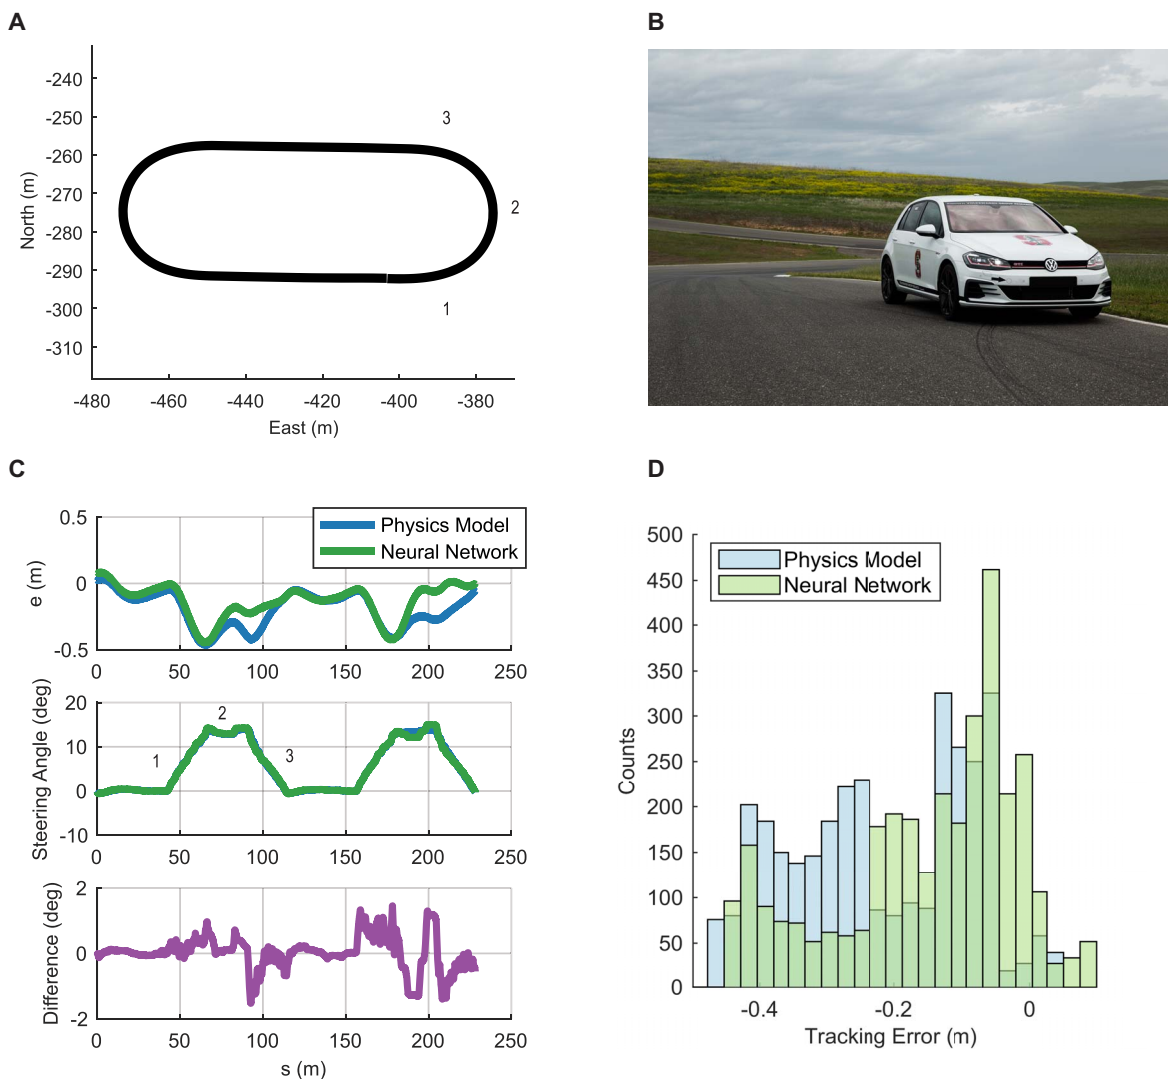 A
-240
-250
-260
-270
-280
-290
-300
-310
North (m)
-480 -460 -440 -420 -400 -380
East (m)
3
2
1
B
S
C
0.5
0
-0.5
e (m)
Physics Model
Neural Network
0 50 100 150 200 250
20
10
0
-10
Steering Angle (deg)
1
2
3
0 50 100 150 200 250
2
0
-2
Difference (deg)
0 50 100 150 200 250
s (m)
D
500
450
400
350
300
250
200
150
100
50
0
Counts
Physics Model
Neural Network
-0.4 -0.2 0
Tracking Error (m)